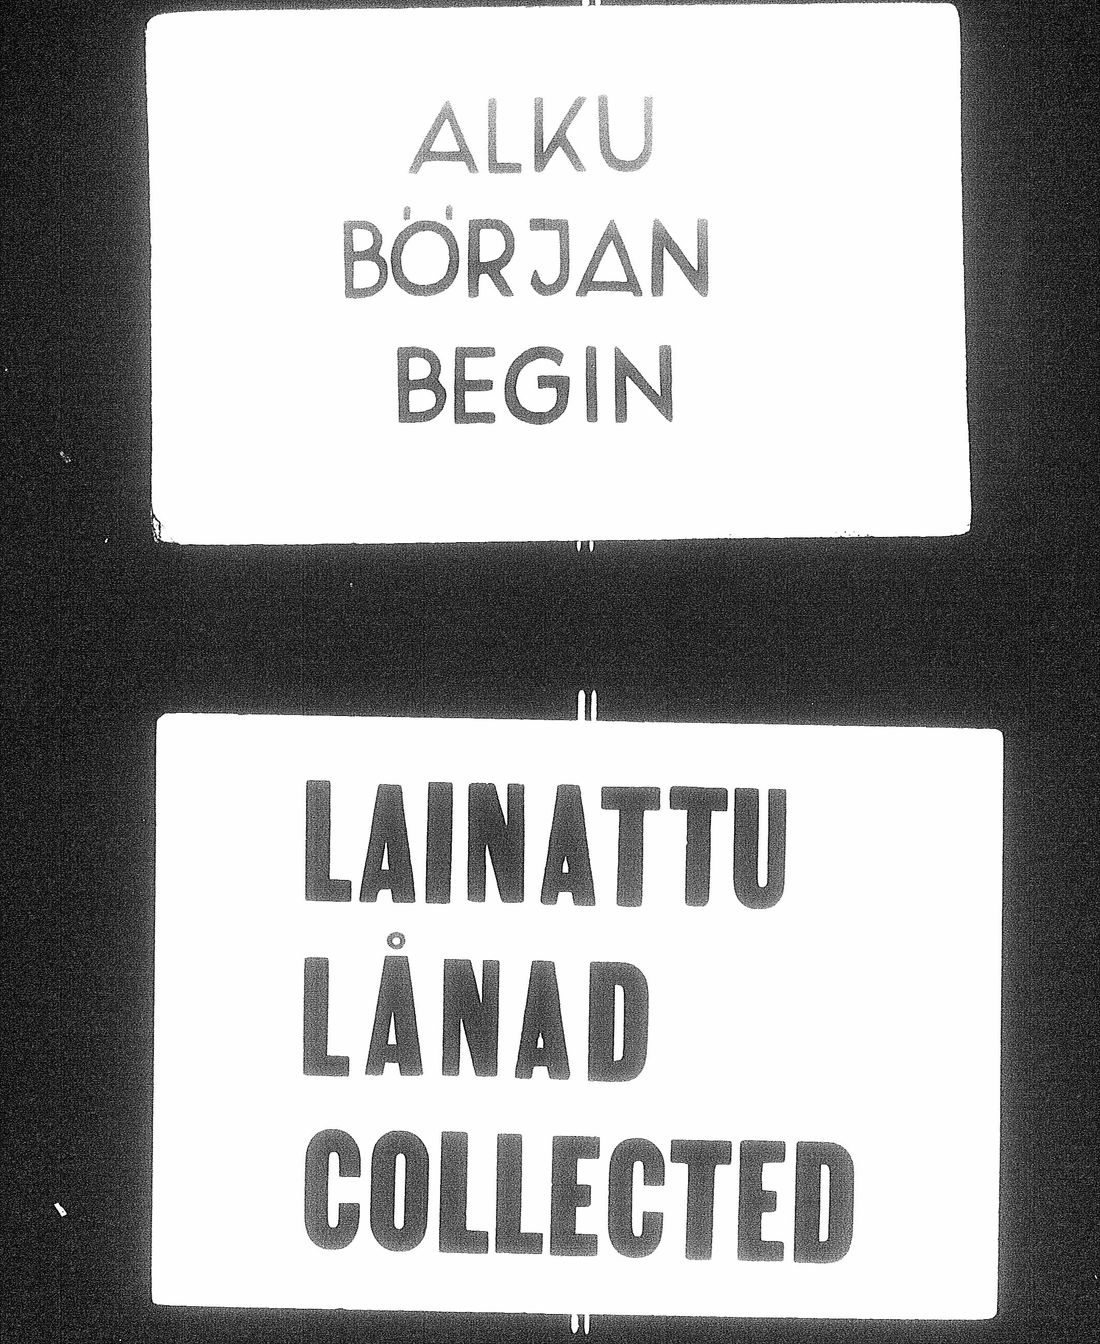 ALKU
BÖRJAN
BEGIN
LAINATTU
LÅNAD
COLLECTED